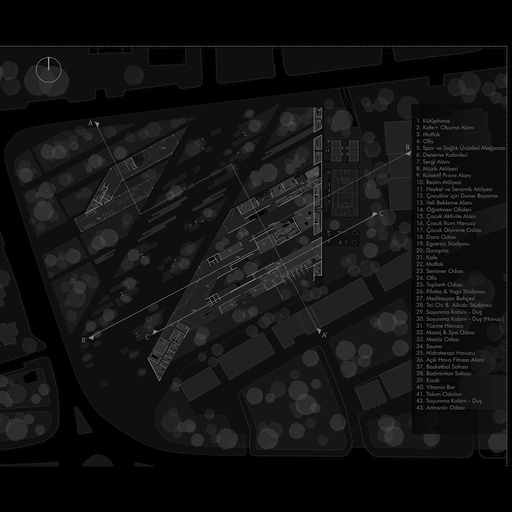 A
B
C
1. Kütüphane
2. Kafe+ Okuma Alanı
3. Mutfak
4. Ofis
5. Spor ve Sağlık Ürünleri Mağazası
6. Deneme Kabinleri
7. Sergi Alanı
8. Müzik Atölyesi
9. Kolektif Prova Alanı
10. Resim Atölyesi
11. Heykel ve Seramik Atölyesi
12. Çocuklar için Duvar Boyama
13. Veli Bekleme Alanı
14. Öğretmen Ofisleri
15. Çocuk Aktivite Alanı
16. Çocuk Kum Havuzu
17. Çocuk Giyinme Odası
18. Dans Odası
19. Egzersiz Stüdyosu
20. Danışma
21. Kafe
22. Mutfak
23. Seminer Odası
24. Ofis
25. Toplantı Odası
26. Pilates & Yoga Stüdyosu
27. Meditasyon Bahçesi
28. Tai Chi & Aikido Stüdyosu
29. Soyunma Kabini - Duş
30. Soyunma Kabini - Duş (Havuz)
31. Yüzme Havuzu
32. Masaj & Spa Odası
33. Masöz Odası
34. Sauna
35. Hidroterapi Havuzu
36. Açık Hava Fitness Alanı
37. Basketbol Sahası
38. Badminton Sahası
39. Kiosk
40. Vitamin Bar
41. Takım Odaları
42. Soyunma Kabini - Duş
43. Antrenör Odası
B'
C'
A'